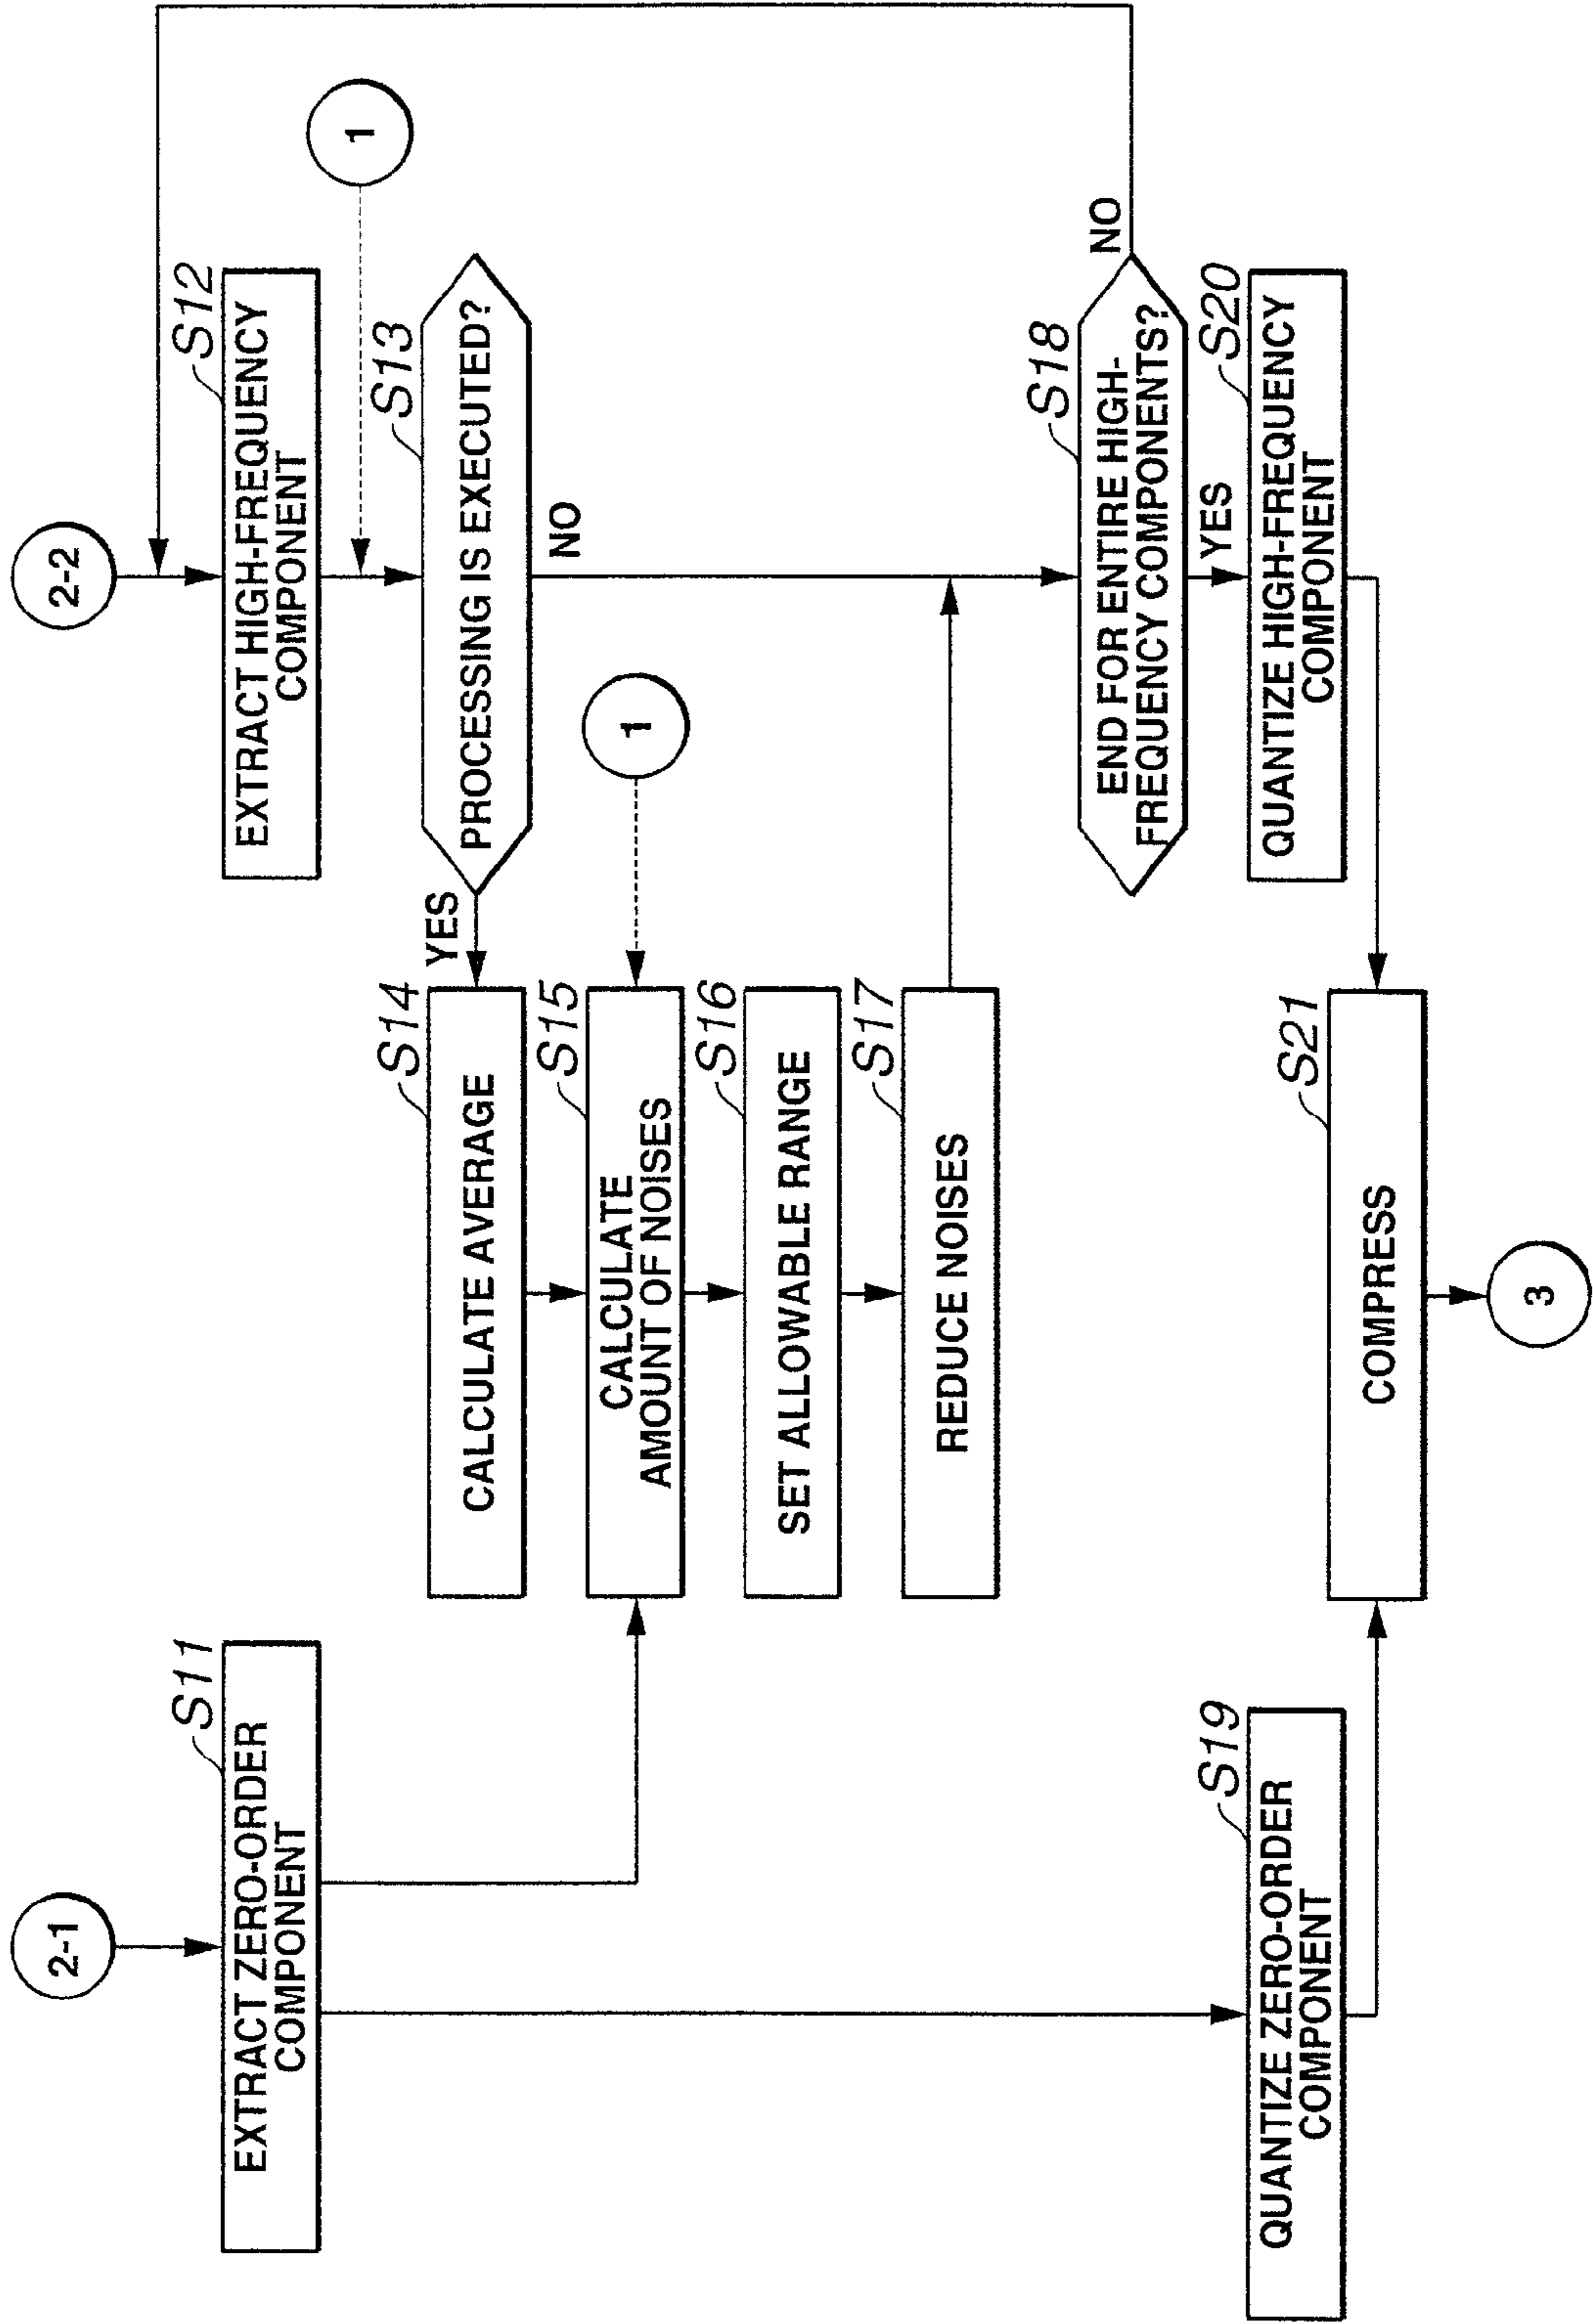 2-1
S11
EXTRACT ZERO-ORDER
COMPONENT
2-2
S12
EXTRACT HIGH-FREQUENCY
COMPONENT
1
S13
PROCESSING IS EXECUTED?
YES
NO
S14
CALCULATE AVERAGE
S15
CALCULATE
AMOUNT OF NOISES
1
S16
SET ALLOWABLE RANGE
S17
REDUCE NOISES
S18
END FOR ENTIRE HIGH-
FREQUENCY COMPONENTS?
NO
YES
S19
QUANTIZE ZERO-ORDER
COMPONENT
S20
QUANTIZE HIGH-FREQUENCY
COMPONENT
S21
COMPRESS
3